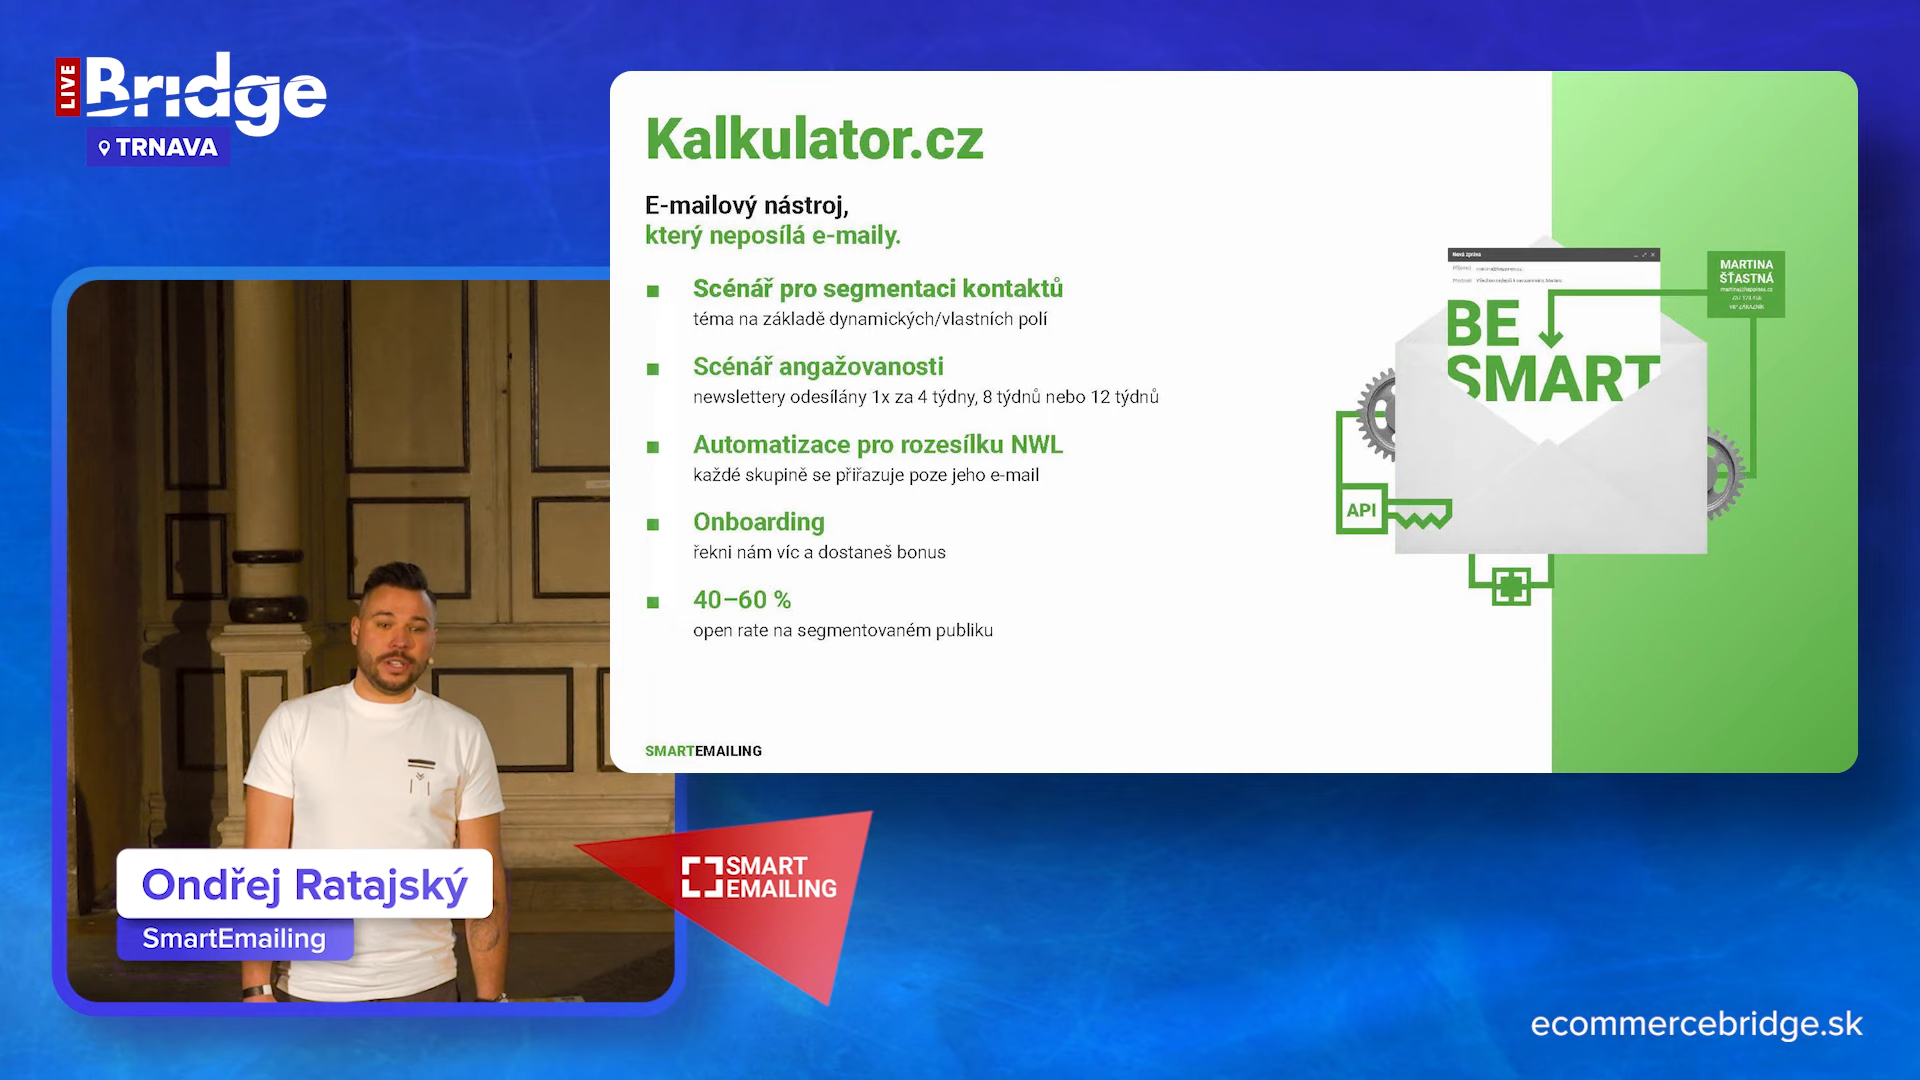 LIVE
Bridge
TRNAVA
Kalkulator.cz
E-mailový nástroj,
který neposílá e-maily.
Scénář pro segmentaci kontaktů
téma na základě dynamických/vlastních polí
Scénář angažovanosti
newslettery odesílány 1x za 4 týdny, 8 týdnů nebo 12 týdnů
Automatizace pro rozesílku NWL
každé skupině se přiřazuje poze jeho e-mail
Onboarding
řekni nám víc a dostaneš bonus
40–60 %
open rate na segmentovaném publiku
SMARTEMAILING
Nová zpráva
BE
SMART
MARTINA
ŠŤASTNÁ
API
Ondřej Ratajský
SmartEmailing
SMART
EMAILING
ecommercebridge.sk